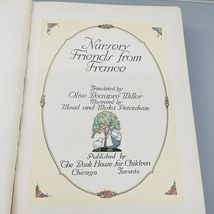 Nursery
Friends from
France
Translated by
Olive Beaupré Miller
Illustrated by
Maud and Miska Petersham
Published by
The Book House for Children
Chicago Toronto